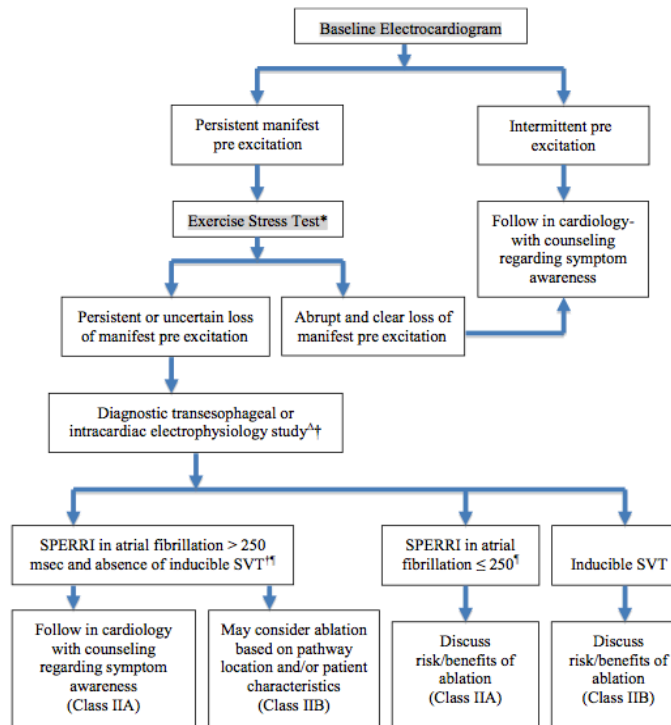 Baseline Electrocardiogram
Persistent manifest
pre excitation
Intermittent pre
excitation
Exercise Stress Test*
Follow in cardiology-
with counseling
regarding symptom
awareness
Persistent or uncertain loss
of manifest pre excitation
Abrupt and clear loss of
manifest pre excitation
Diagnostic transesophageal or
intracardiac electrophysiology study^Δ†
SPERRI in atrial fibrillation > 250
msec and absence of inducible SVT^†¶
SPERRI in atrial
fibrillation ≤ 250^¶
Inducible SVT
Follow in cardiology
with counseling
regarding symptom
awareness
(Class IIA)
May consider ablation
based on pathway
location and/or patient
characteristics
(Class IIB)
Discuss
risk/benefits of
ablation
(Class IIA)
Discuss
risk/benefits of
ablation
(Class IIB)